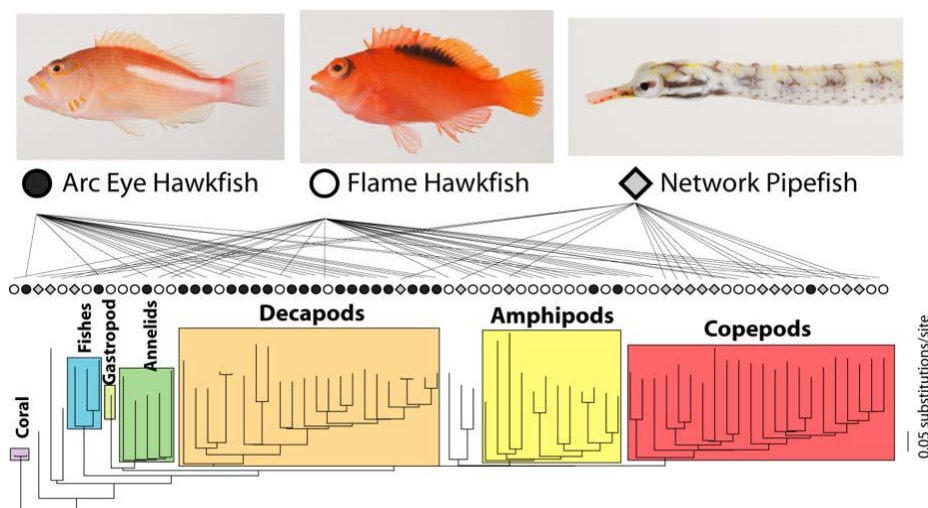 Arc Eye Hawkfish
Flame Hawkfish
Network Pipefish
Coral
Fishes
Gastropod
Annelids
Decapods
Amphipods
Copepods
0.05 substitutions/site